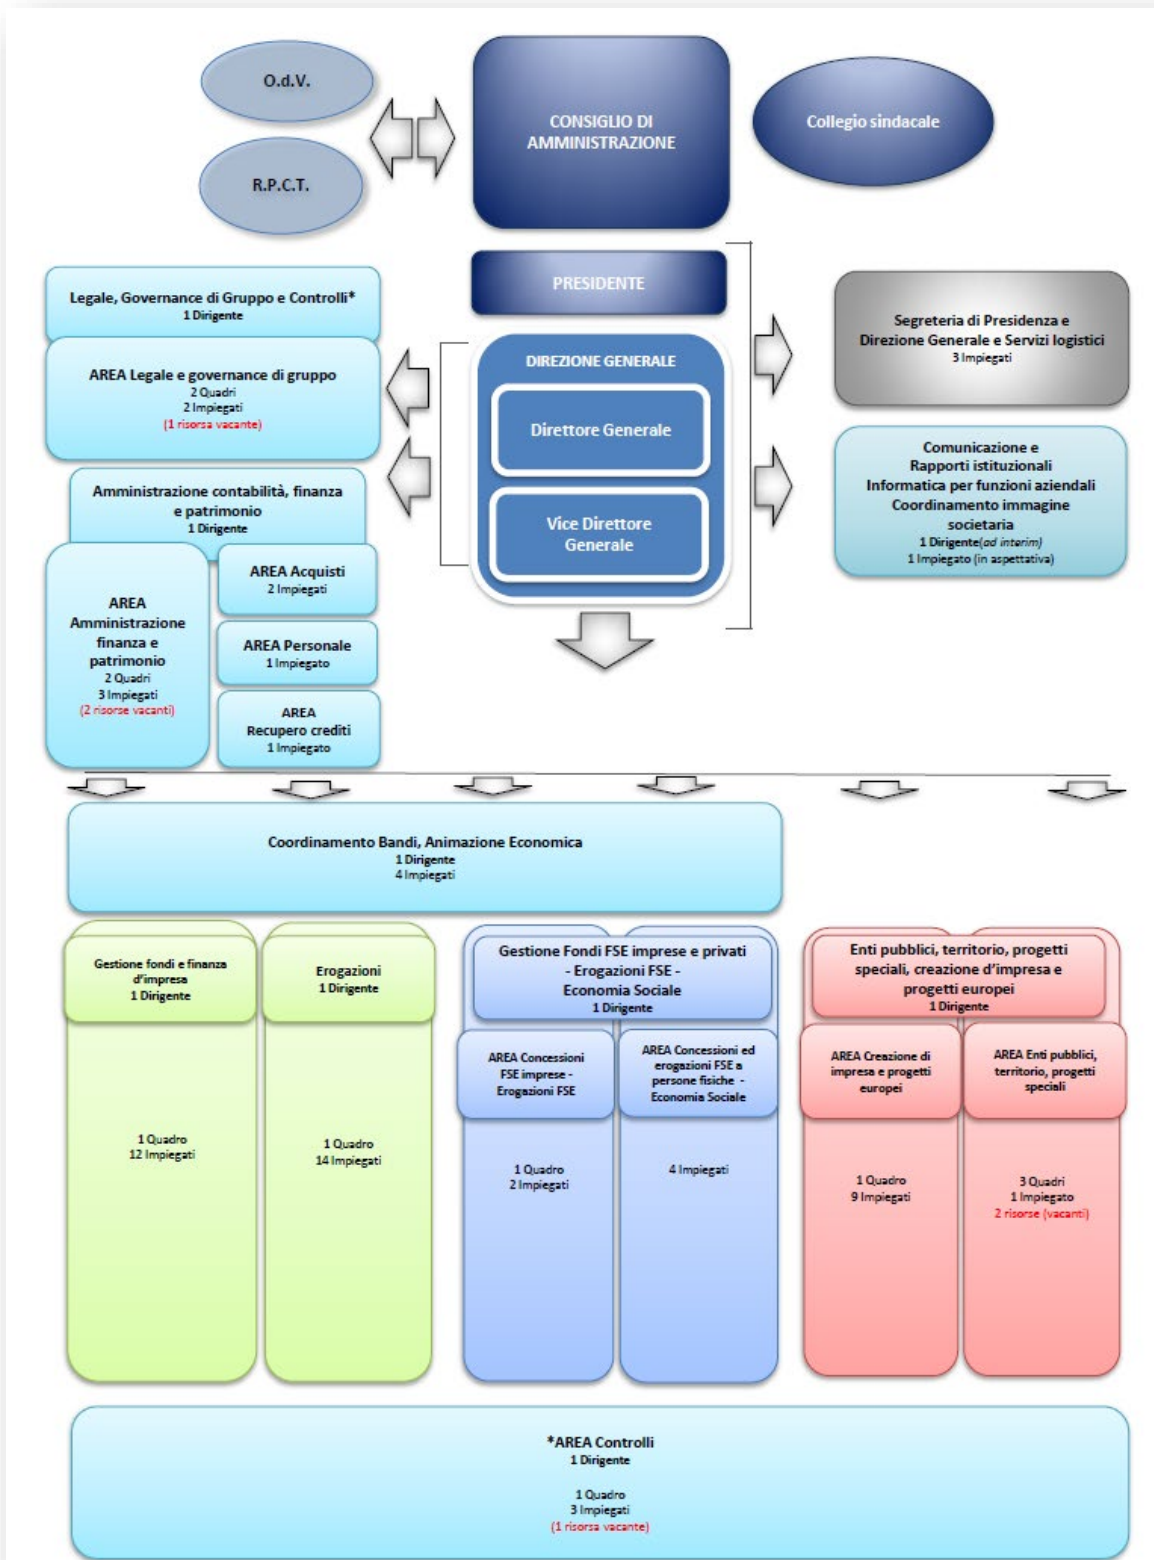 O.d.V.
R.P.C.T.
CONSIGLIO DI
AMMINISTRAZIONE
Collegio sindacale
PRESIDENTE
DIREZIONE GENERALE
Direttore Generale
Vice Direttore
Generale
Legale, Governance di Gruppo e Controlli*
1 Dirigente
AREA Legale e governance di gruppo
2 Quadri
2 Impiegati
(1 risorsa vacante)
Amministrazione contabilità, finanza
e patrimonio
1 Dirigente
AREA
Amministrazione
finanza e
patrimonio
2 Quadri
3 Impiegati
(2 risorse vacanti)
AREA Acquisti
2 Impiegati
AREA Personale
1 Impiegato
AREA
Recupero crediti
1 Impiegato
Segreteria di Presidenza e
Direzione Generale e Servizi logistici
3 Impiegati
Comunicazione e
Rapporti istituzionali
Informatica per funzioni aziendali
Coordinamento immagine
societaria
1 Dirigente(ad interim)
1 Impiegato (in aspettativa)
Coordinamento Bandi, Animazione Economica
1 Dirigente
4 Impiegati
Gestione fondi e finanza
d'impresa
1 Dirigente
1 Quadro
12 Impiegati
Erogazioni
1 Dirigente
1 Quadro
14 Impiegati
Gestione Fondi FSE imprese e privati
- Erogazioni FSE -
Economia Sociale
1 Dirigente
AREA Concessioni
FSE imprese -
Erogazioni FSE
1 Quadro
2 Impiegati
AREA Concessioni ed
erogazioni FSE a
persone fisiche -
Economia Sociale
4 Impiegati
Enti pubblici, territorio, progetti
speciali, creazione d'impresa e
progetti europei
1 Dirigente
AREA Creazione di
impresa e progetti
europei
1 Quadro
9 Impiegati
AREA Enti pubblici,
territorio, progetti
speciali
3 Quadri
1 Impiegato
2 risorse (vacanti)
*AREA Controlli
1 Dirigente
1 Quadro
3 Impiegati
(1 risorsa vacante)